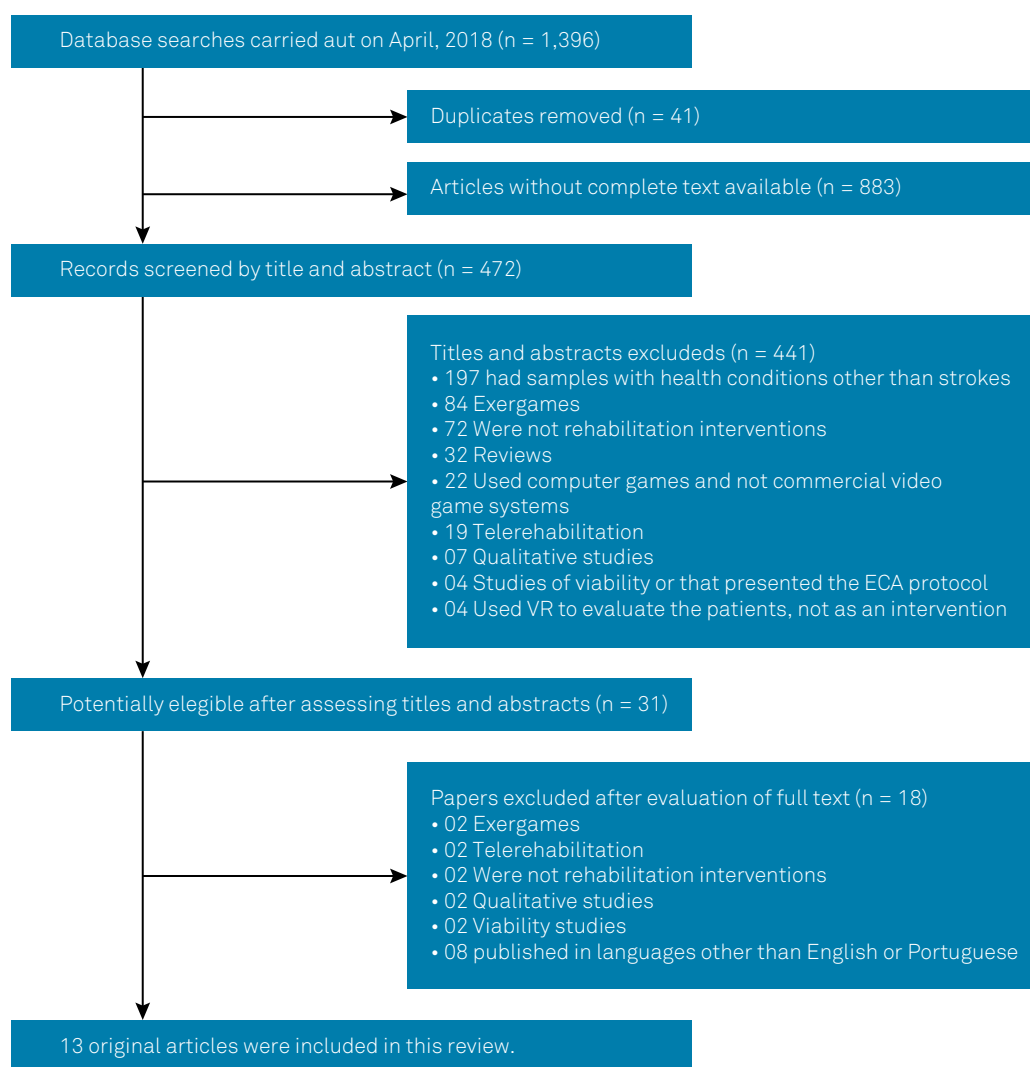 Database searches carried aut on April, 2018 (n = 1,396)
Duplicates removed (n = 41)
Articles without complete text available (n = 883)
Records screened by title and abstract (n = 472)
Titles and abstracts excludeds (n = 441)
• 197 had samples with health conditions other than strokes
• 84 Exergames
• 72 Were not rehabilitation interventions
• 32 Reviews
• 22 Used computer games and not commercial video
game systems
• 19 Telerehabilitation
• 07 Qualitative studies
• 04 Studies of viability or that presented the ECA protocol
• 04 Used VR to evaluate the patients, not as an intervention
Potentially elegible after assessing titles and abstracts (n = 31)
Papers excluded after evaluation of full text (n = 18)
• 02 Exergames
• 02 Telerehabilitation
• 02 Were not rehabilitation interventions
• 02 Qualitative studies
• 02 Viability studies
• 08 published in languages other than English or Portuguese
13 original articles were included in this review.